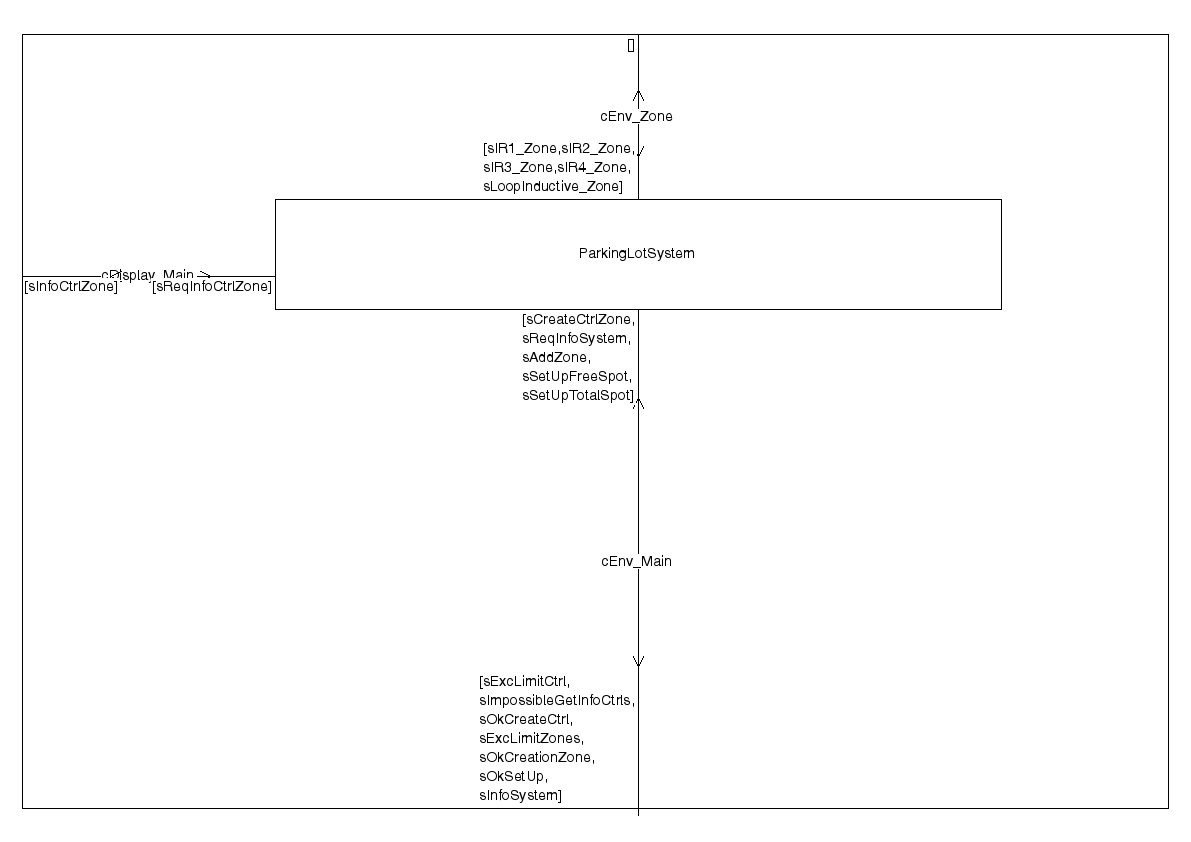 []
cEnv_Zone
[sIR1_Zone,sIR2_Zone,
sIR3_Zone,sIR4_Zone,
sLoopInductive_Zone]
ParkingLotSystem
cDisplay_Main
[sInfoCtrlZone]
[sReqInfoCtrlZone]
[sCreateCtrlZone,
sReqInfoSystem,
sAddZone,
sSetUpFreeSpot,
sSetUpTotalSpot]
cEnv_Main
[sExcLimitCtrl,
sImpossibleGetInfoCtrls,
sOkCreateCtrl,
sExcLimitZones,
sOkCreationZone,
sOkSetUp,
sInfoSystem]